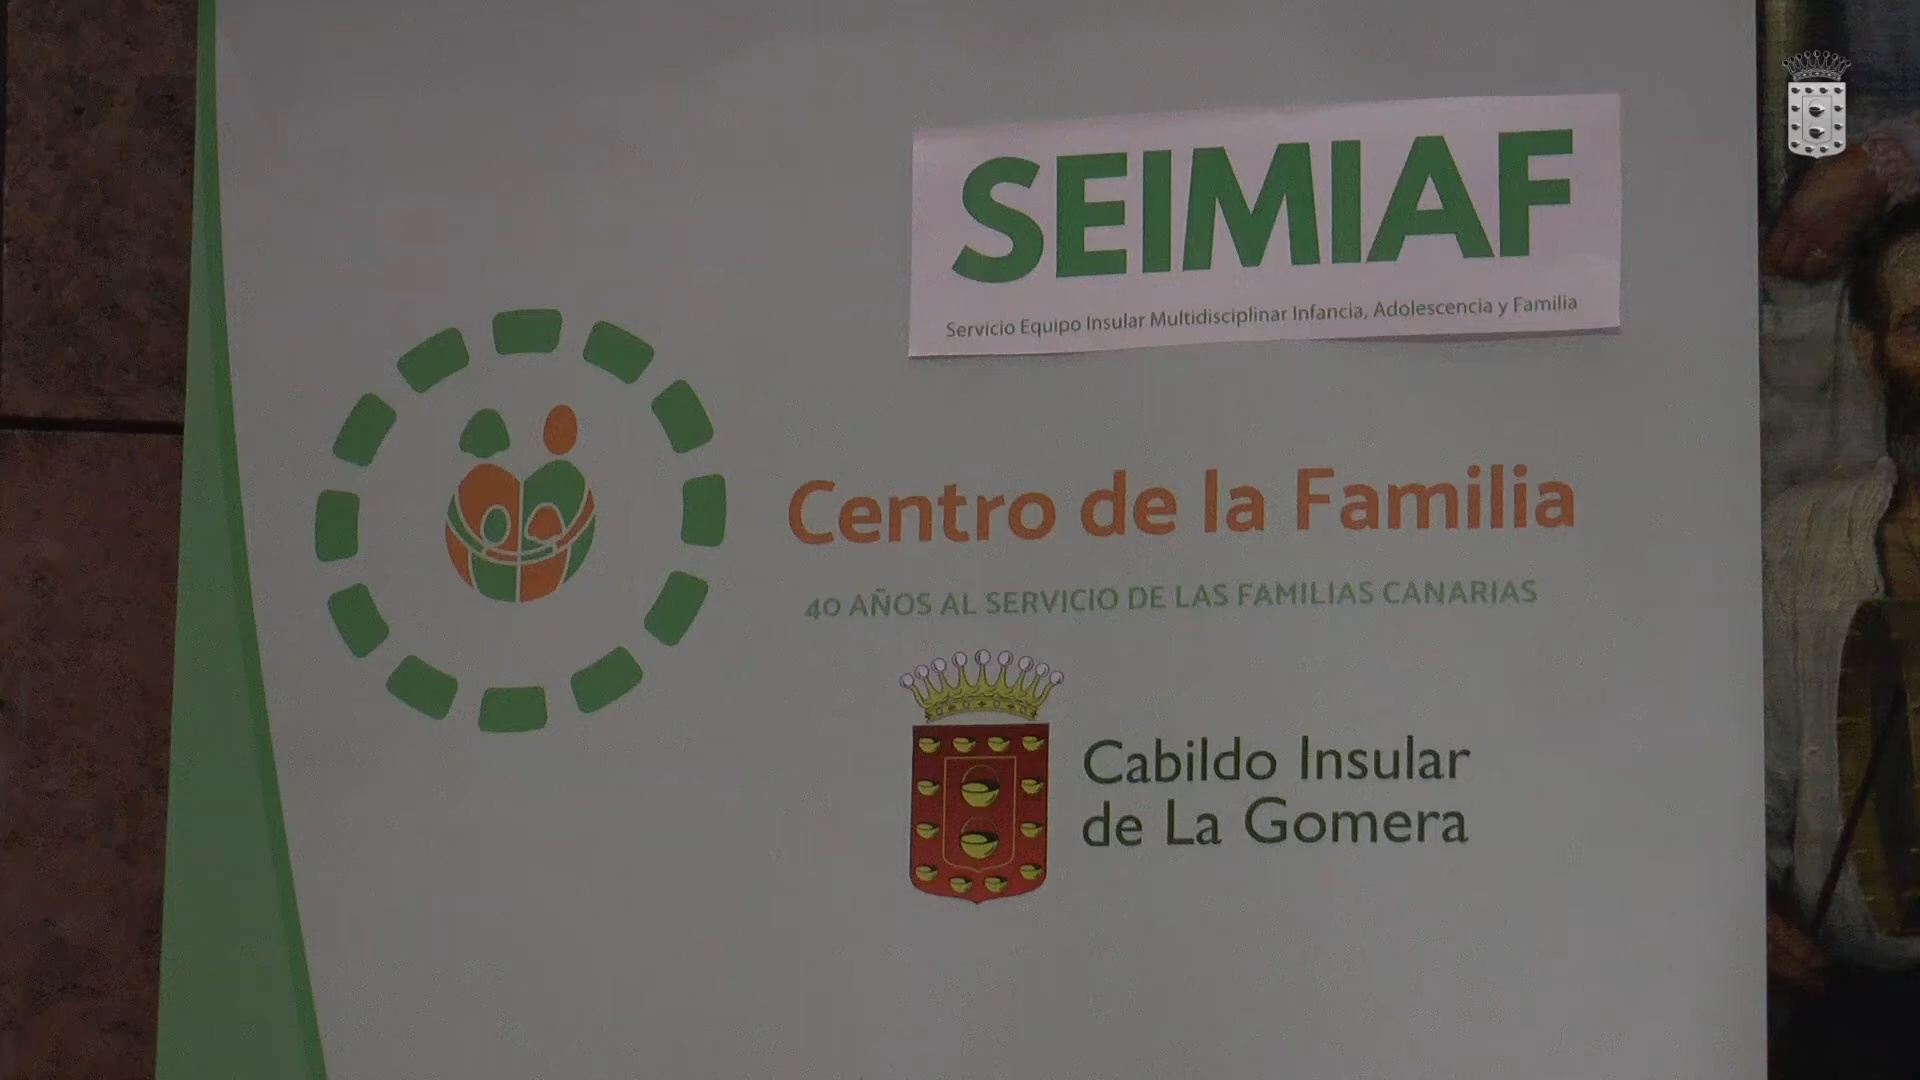 SEIMIAF
Servicio Equipo Insular Multidisciplinar Infancia, Adolescencia y Familia
Centro de la Familia
40 AÑOS AL SERVICIO DE LAS FAMILIAS CANARIAS
Cabildo Insular
de La Gomera